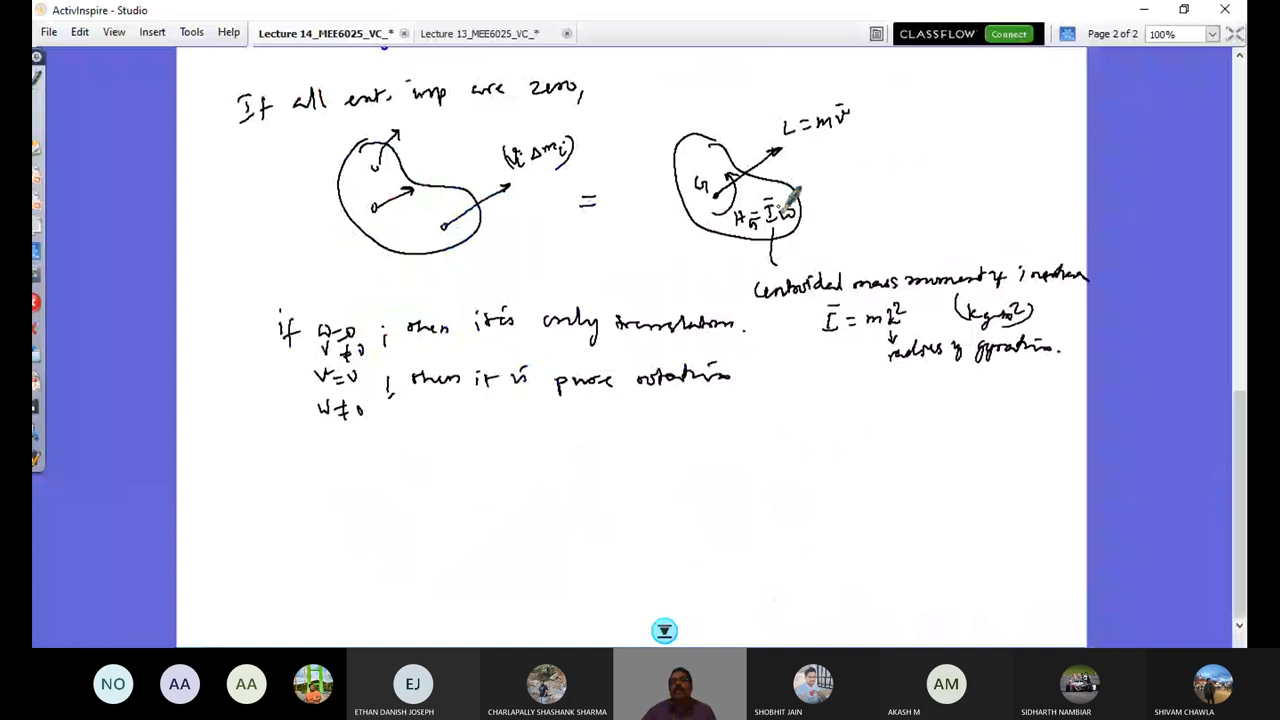 ActivInspire - Studio
File Edit View Insert Tools Help
Lecture 14_MEE6025_VC_* Lecture 13_MEE6025_VC_*
CLASSFLOW Connect
Page 2 of 2 100%
If all ext. imp are zero,
(Vi Δmi)
=
L = mv̄
G
H_G = Īω
centroidal mass moment of inertia
Ī = mk² (kg-m²)
radius of gyration.
if ω=0 ; then it is only translation.
v ≠ 0
v = 0 ; then it is pure rotation
ω ≠ 0
NO AA AA EJ AM
ETHAN DANISH JOSEPH CHARLAPALLY SHASHANK SHARMA SHOBHIT JAIN AKASH M SIDHARTH NAMBIAR SHIVAM CHAWLA